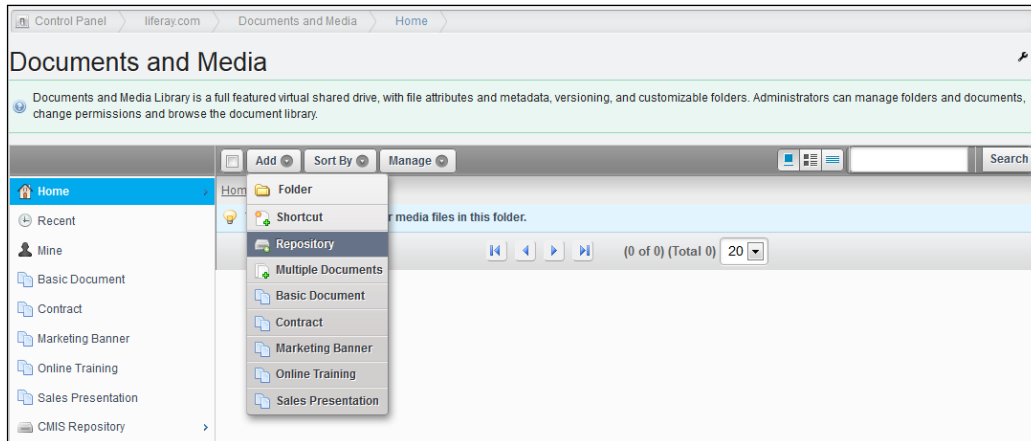 Control Panel liferay.com Documents and Media Home
Documents and Media
Documents and Media Library is a full featured virtual shared drive, with file attributes and metadata, versioning, and customizable folders. Administrators can manage folders and documents,
change permissions and browse the document library.
Add Sort By Manage Search
Home
Recent
Mine
Basic Document
Contract
Marketing Banner
Online Training
Sales Presentation
CMIS Repository
Folder
Shortcut
Repository
Multiple Documents
Basic Document
Contract
Marketing Banner
Online Training
Sales Presentation
Hom
media files in this folder.
(0 of 0) (Total 0) 20